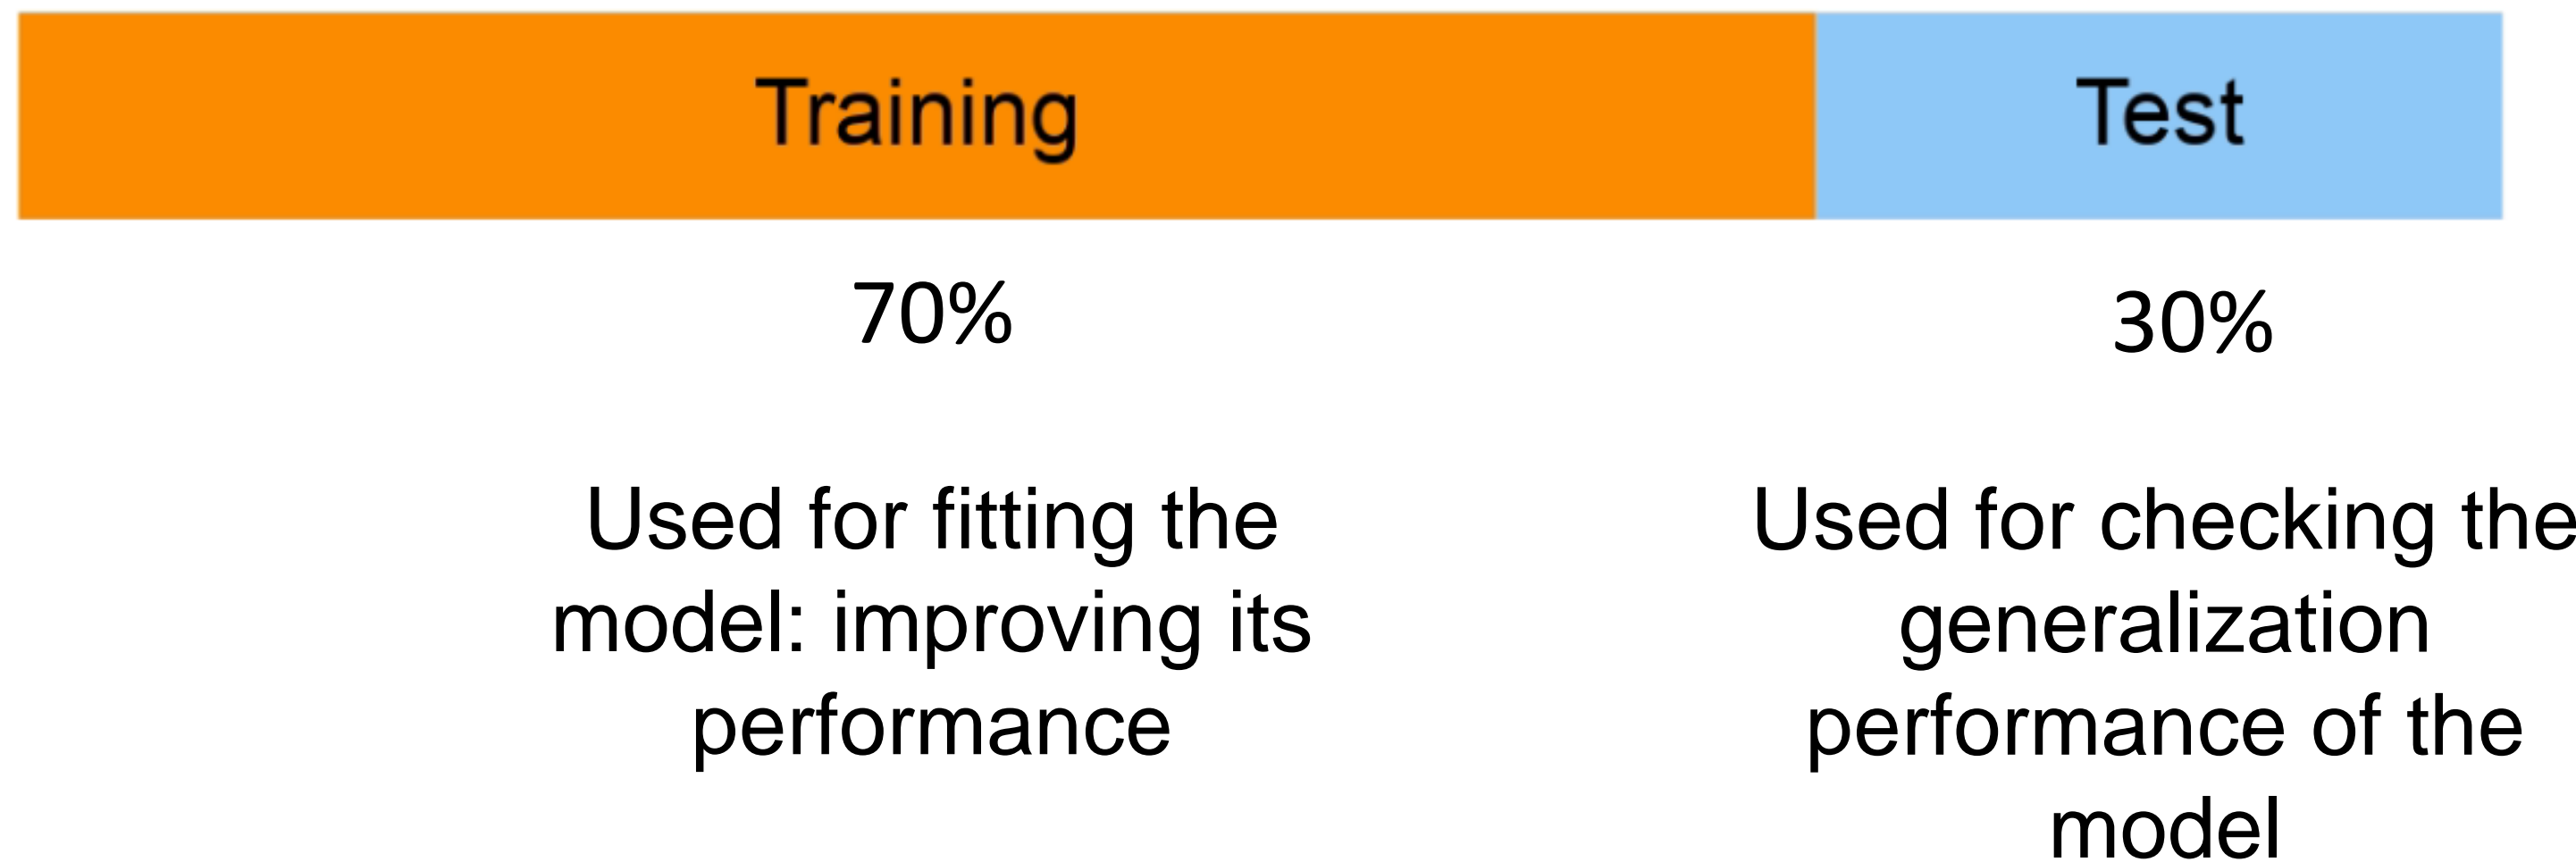 Training
Test
70%
30%
Used for fitting the
model: improving its
performance
Used for checking the
generalization
performance of the
model